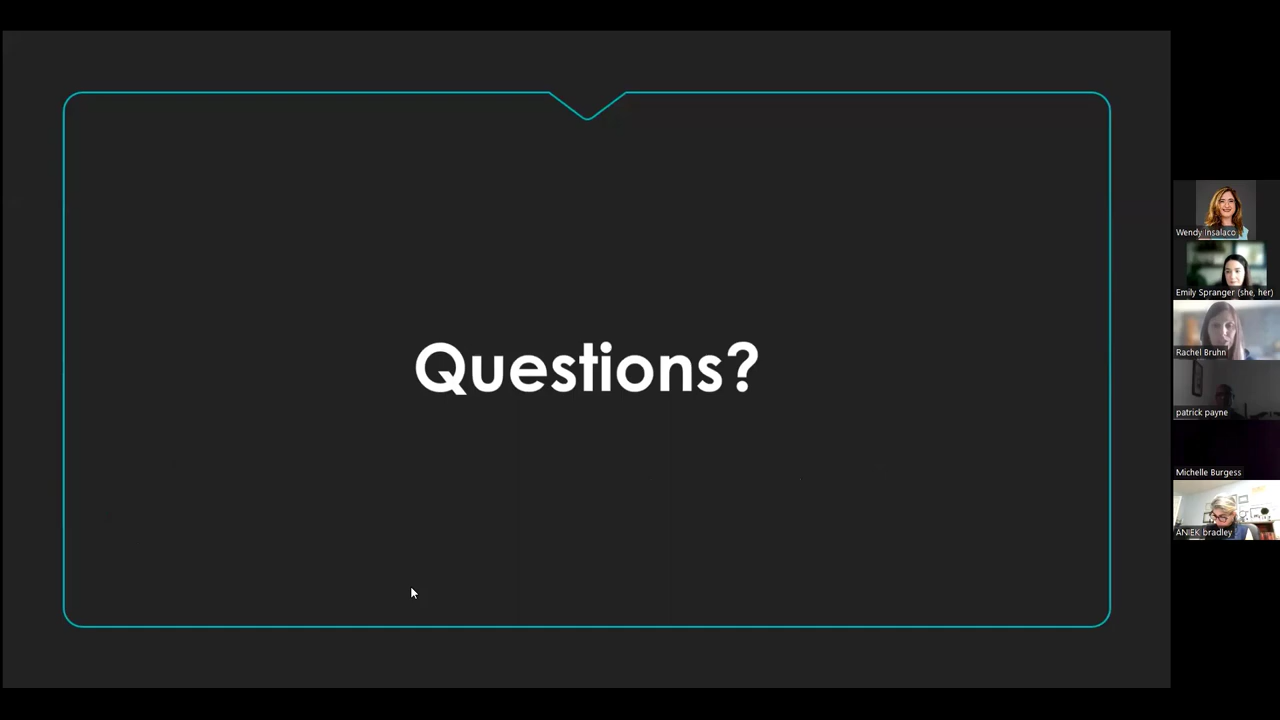 Questions?
Wendy Insalaco
Emily Spranger (she, her)
Rachel Bruhn
patrick payne
Michelle Burgess
ANIEK bradley